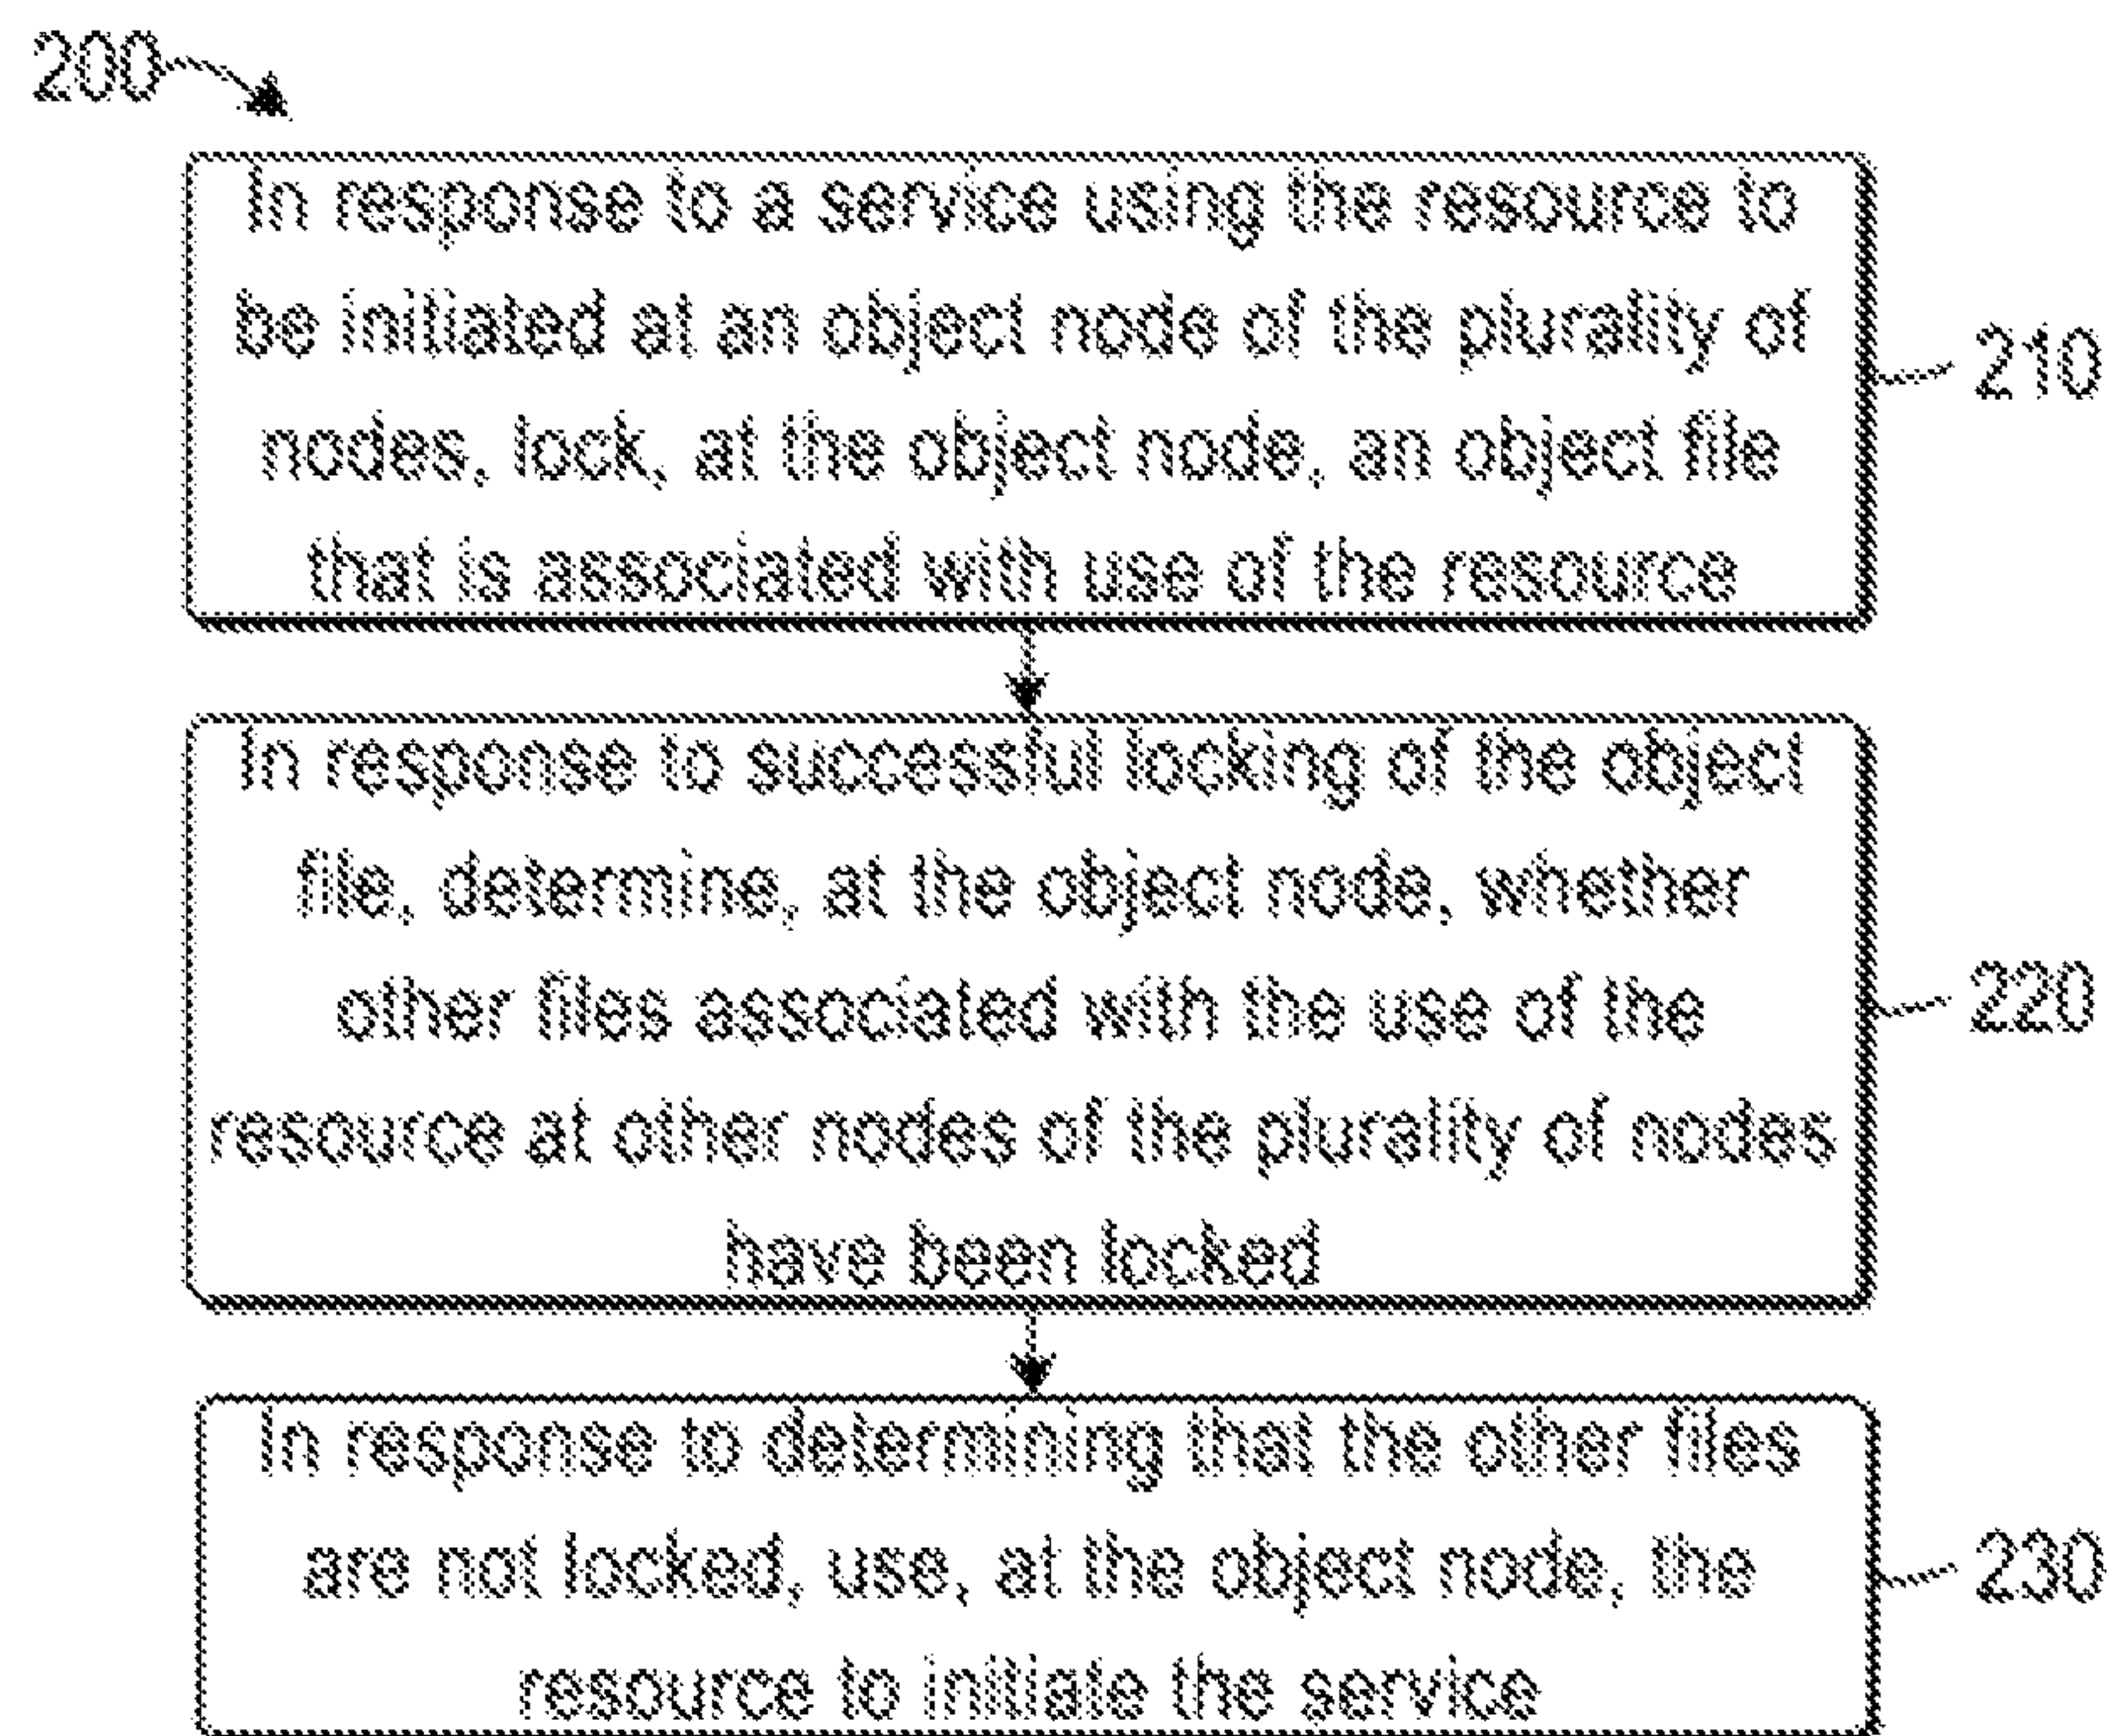 200
In response to a service using the resource to
be initiated at an object node of the plurality of
nodes, lock, at the object node, an object file
that is associated with use of the resource
210
In response to successful locking of the object
file, determine, at the object node, whether
other files associated with the use of the
resource at other nodes of the plurality of nodes
have been locked
220
In response to determining that the other files
are not locked, use, at the object node, the
resource to initiate the service
230